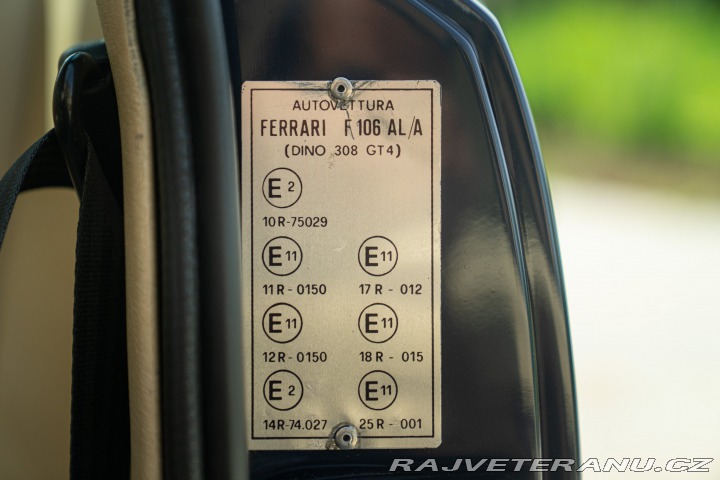 AUTOVETTURA
FERRARI F 106 AL/A
(DINO 308 GT4)
E 2
10R-75029
E 11
11R-0150
E 11
17R-012
E 11
12R-0150
E 11
18R-015
E 2
14R-74.027
E 11
25R-001
RAJVETERANU.CZ